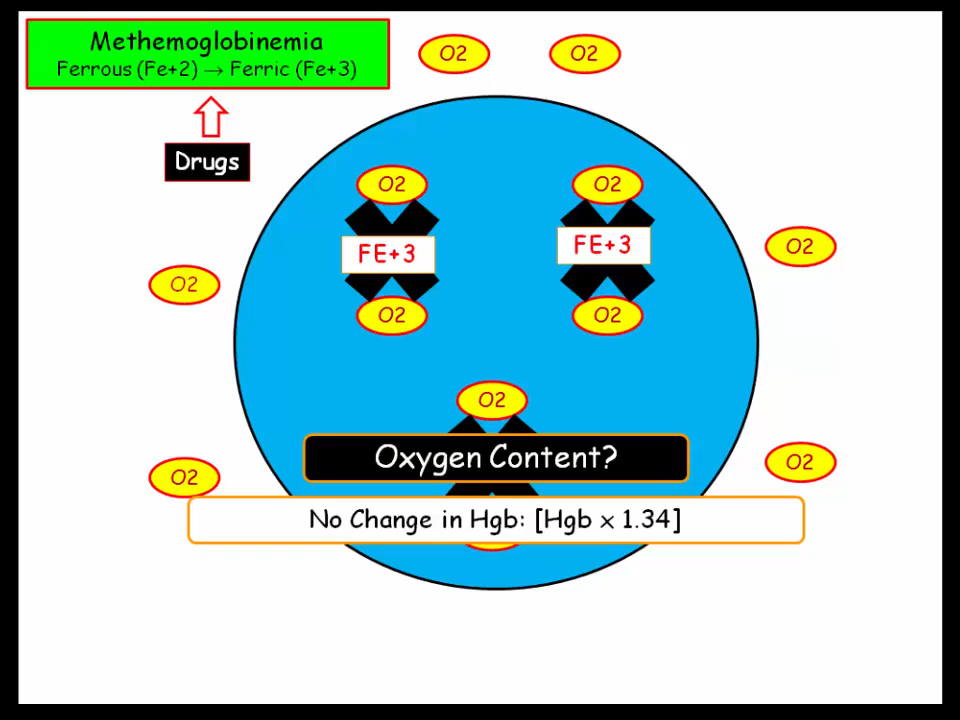 Methemoglobinemia
Ferrous (Fe+2) → Ferric (Fe+3)
O2
O2
Drugs
O2
O2
FE+3
FE+3
O2
O2
O2
O2
O2
Oxygen Content?
O2
O2
No Change in Hgb: [Hgb x 1.34]